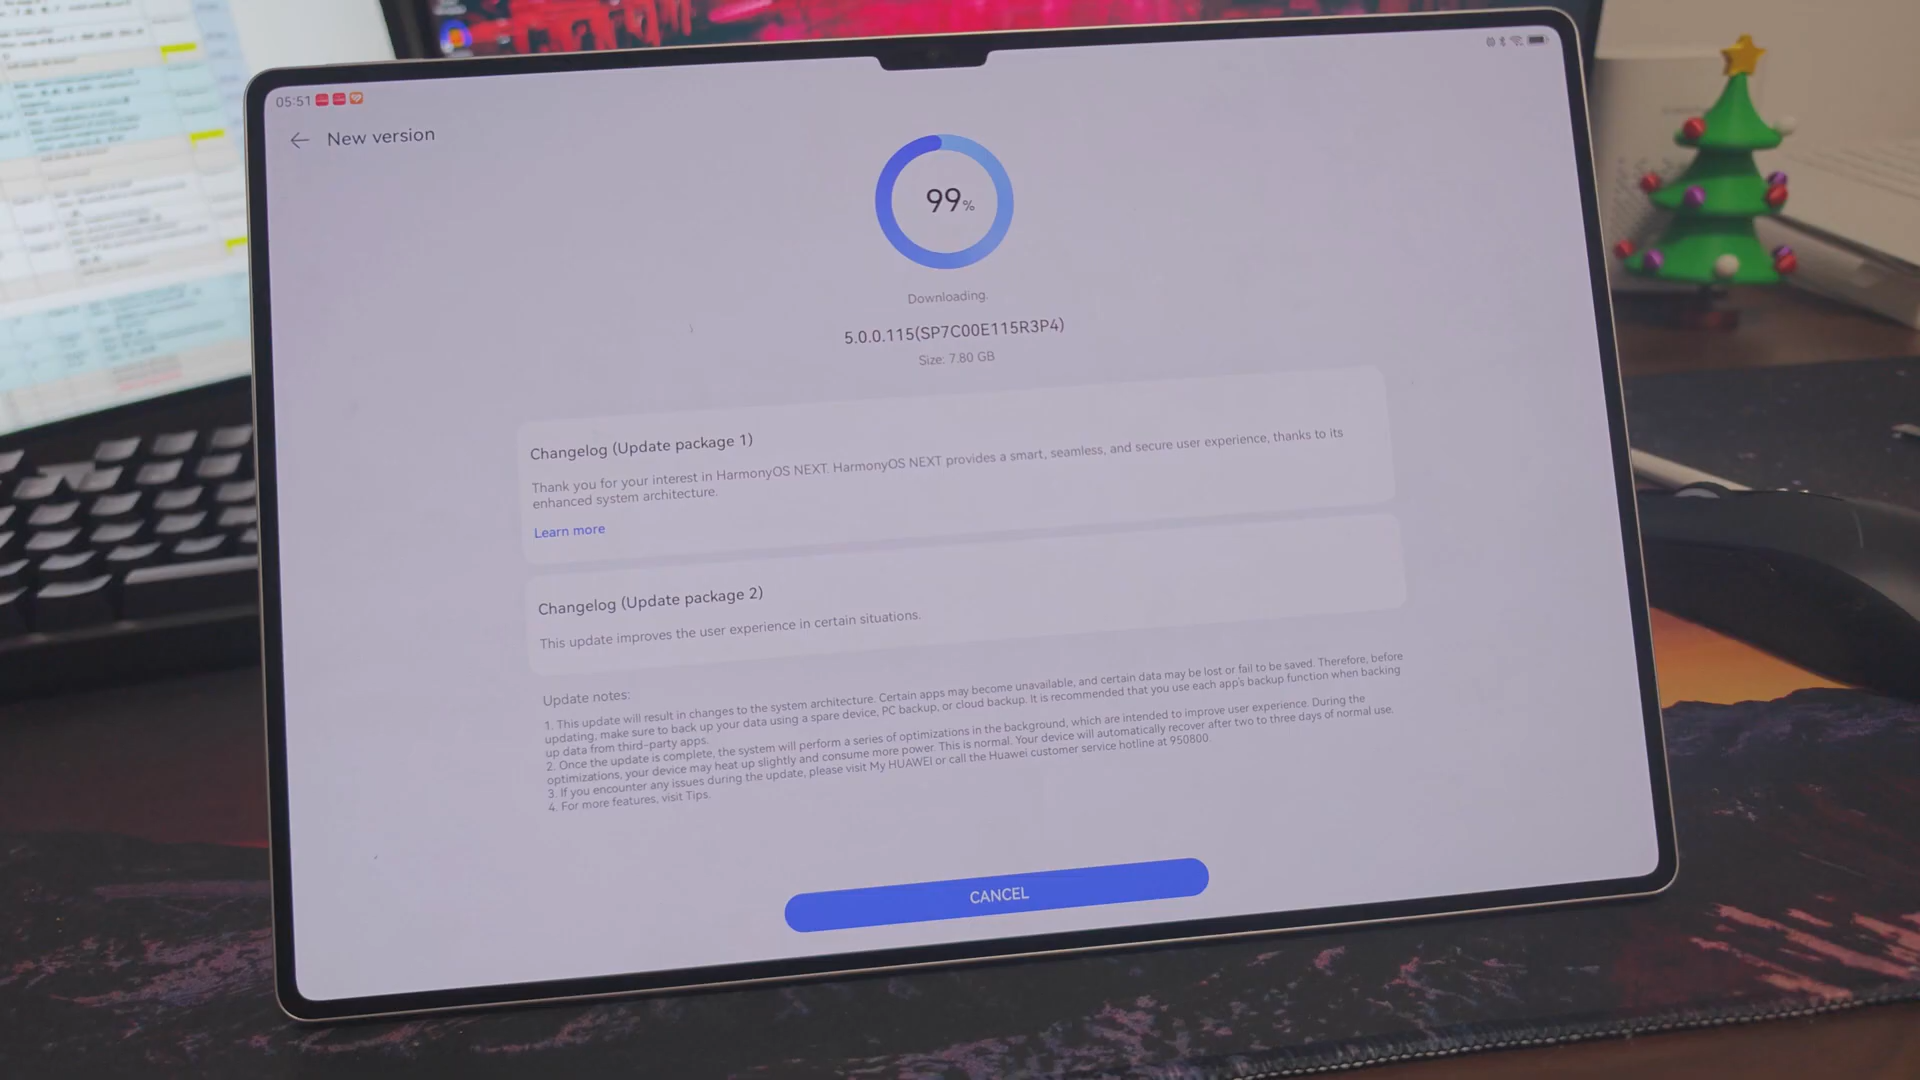 05:51
New version
99%
Downloading.
5.0.0.115(SP7C00E115R3P4)
Size: 7.80 GB
Changelog (Update package 1)
Thank you for your interest in HarmonyOS NEXT. HarmonyOS NEXT provides a smart, seamless, and secure user experience, thanks to its
enhanced system architecture.
Learn more
Changelog (Update package 2)
This update improves the user experience in certain situations.
Update notes:
1. This update will result in changes to the system architecture. Certain apps may become unavailable, and certain data may be lost or fail to be saved. Therefore, before
updating, make sure to back up your data using a spare device, PC backup, or cloud backup. It is recommended that you use each app's backup function when backing
up data from third-party apps.
2. Once the update is complete, the system will perform a series of optimizations in the background, which are intended to improve user experience. During the
optimizations, your device may heat up slightly and consume more power. This is normal. Your device will automatically recover after two to three days of normal use.
3. If you encounter any issues during the update, please visit My HUAWEI or call the Huawei customer service hotline at 950800.
4. For more features, visit Tips.
CANCEL